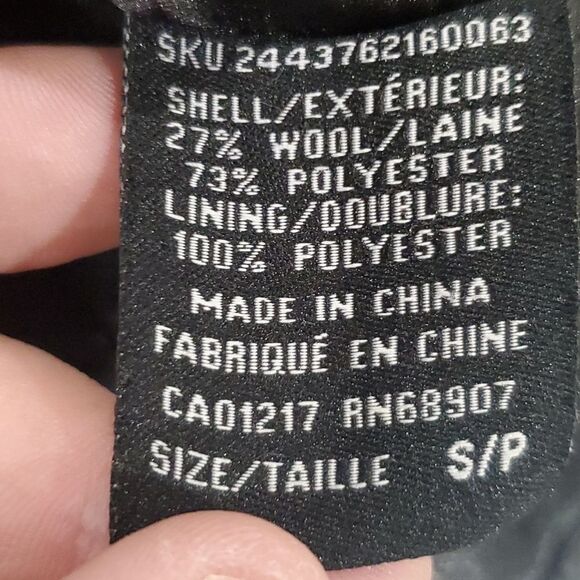 SKU 2443762160063
SHELL/EXTÉRIEUR:
27% WOOL/LAINE
73% POLYESTER
LINING/DOUBLURE:
100% POLYESTER
MADE IN CHINA
FABRIQUÉ EN CHINE
CA01217 RN68907
SIZE/TAILLE S/P